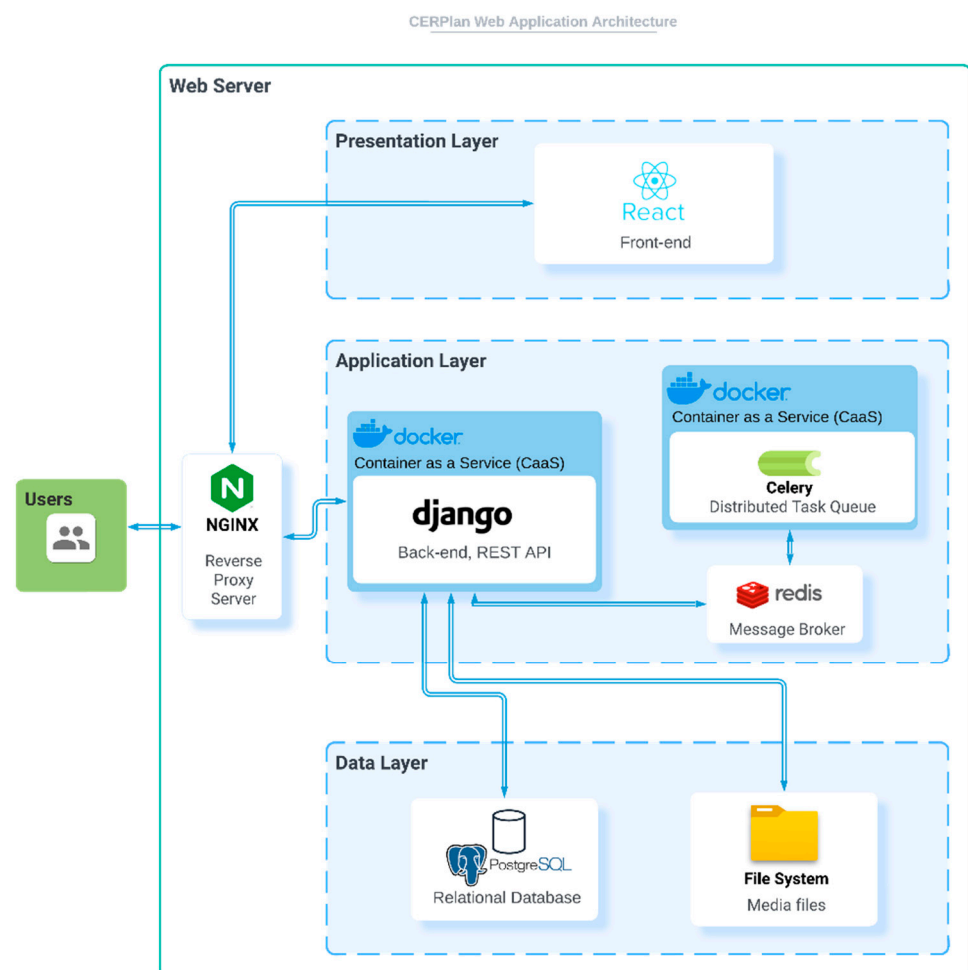 CERPlan Web Application Architecture
Web Server
Presentation Layer
React
Front-end
Application Layer
docker
Container as a Service (CaaS)
django
Back-end, REST API
docker
Container as a Service (CaaS)
Celery
Distributed Task Queue
Users
NGINX
Reverse
Proxy
Server
redis
Message Broker
Data Layer
PostgreSQL
Relational Database
File System
Media files